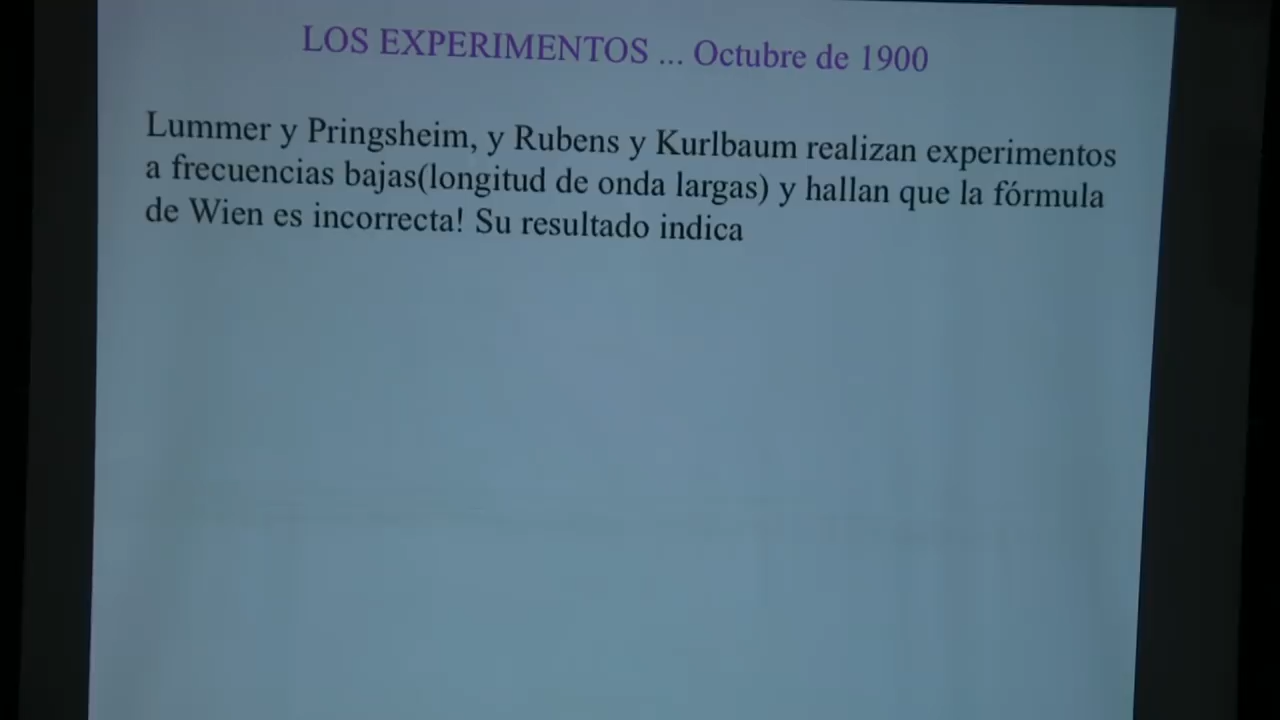 LOS EXPERIMENTOS ... Octubre de 1900
Lummer y Pringsheim, y Rubens y Kurlbaum realizan experimentos
a frecuencias bajas(longitud de onda largas) y hallan que la fórmula
de Wien es incorrecta! Su resultado indica